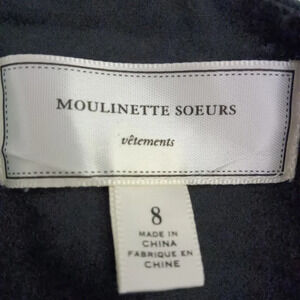 MOULINETTE SOEURS
vêtements
8
MADE IN
CHINA
FABRIQUE EN
CHINE